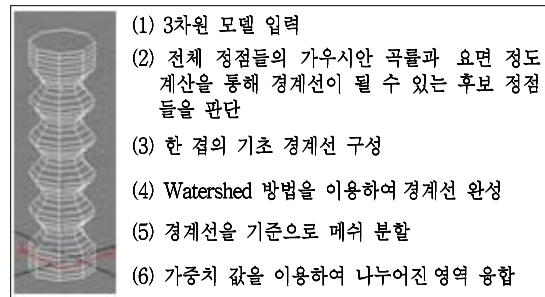 (1) 3차원 모델 입력
(2) 전체 정점들의 가우시안 곡률과 요면 정도
계산을 통해 경계선이 될 수 있는 후보 정점
들을 판단
(3) 한 겹의 기초 경계선 구성
(4) Watershed 방법을 이용하여 경계선 완성
(5) 경계선을 기준으로 메쉬 분할
(6) 가중치 값을 이용하여 나누어진 영역 융합